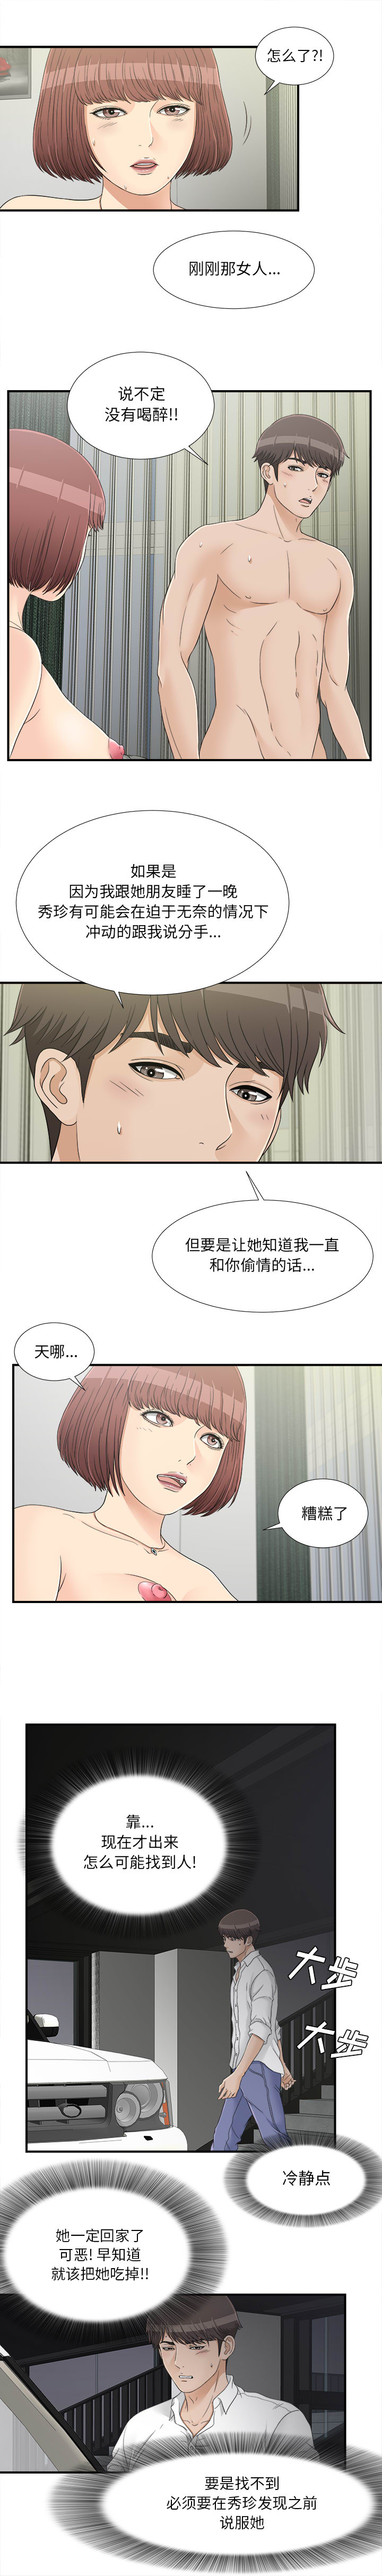 怎么了?!
刚刚那女人...
说不定
没有喝醉!!
如果是
因为我跟她朋友睡了一晚
秀珍有可能会在迫于无奈的情况下
冲动的跟我说分手...
但要是让她知道我一直
和你偷情的话...
天哪...
糟糕了
靠...
现在才出来
怎么可能找到人!
大步
大步
冷静点
她一定回家了
可恶! 早知道
就该把她吃掉!!
要是找不到
必须要在秀珍发现之前
说服她